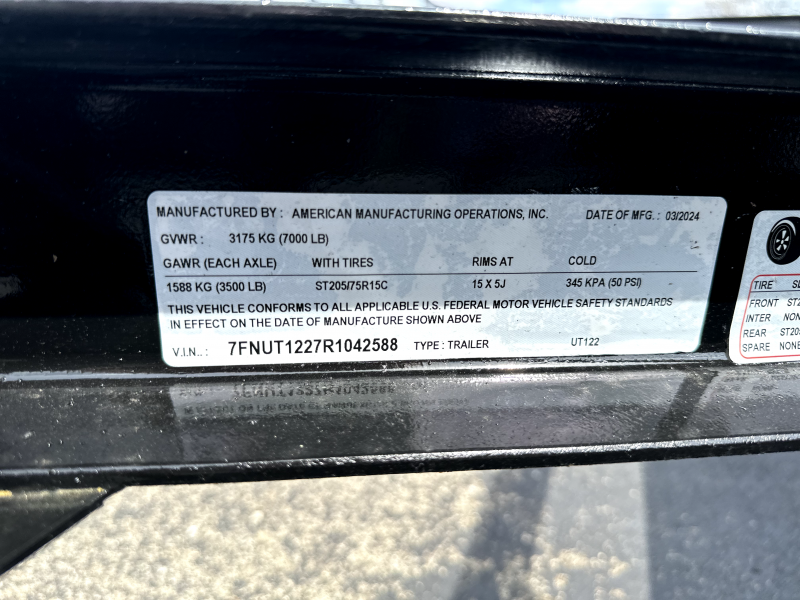 MANUFACTURED BY : AMERICAN MANUFACTURING OPERATIONS, INC. DATE OF MFG. : 03/2024
GVWR : 3175 KG (7000 LB)
GAWR (EACH AXLE) WITH TIRES RIMS AT COLD
1588 KG (3500 LB) ST205/75R15C 15 X 5J 345 KPA (50 PSI)
THIS VEHICLE CONFORMS TO ALL APPLICABLE U.S. FEDERAL MOTOR VEHICLE SAFETY STANDARDS
IN EFFECT ON THE DATE OF MANUFACTURE SHOWN ABOVE
V.I.N.. : 7FNUT1227R1042588 TYPE : TRAILER UT122
TIRE
FRONT
INTER
REAR
SPARE NONE